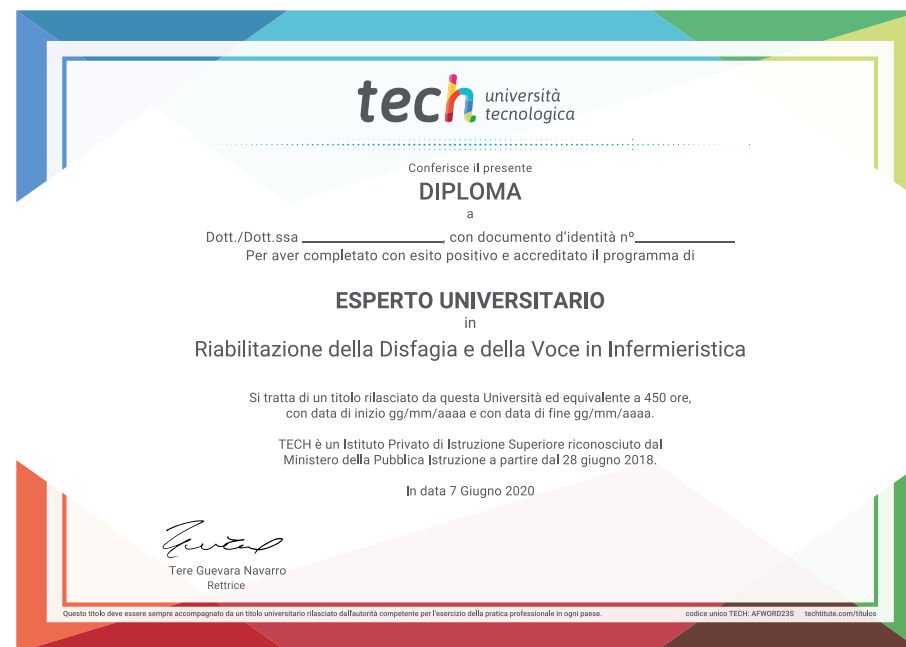 tech università
tecnologica
Conferisce il presente
DIPLOMA
a
Dott./Dott.ssa ____________________, con documento d'identità nº______________
Per aver completato con esito positivo e accreditato il programma di
ESPERTO UNIVERSITARIO
in
Riabilitazione della Disfagia e della Voce in Infermieristica
Si tratta di un titolo rilasciato da questa Università ed equivalente a 450 ore,
con data di inizio gg/mm/aaaa e con data di fine gg/mm/aaaa.
TECH è un Istituto Privato di Istruzione Superiore riconosciuto dal
Ministero della Pubblica Istruzione a partire dal 28 giugno 2018.
In data 7 Giugno 2020
Tere Guevara Navarro
Rettrice
Questo titolo deve essere sempre accompagnato da un titolo universitario rilasciato dall'autorità competente per l'esercizio della pratica professionale in ogni paese. codice unico TECH: AFWORD23S techtitute.com/titulos